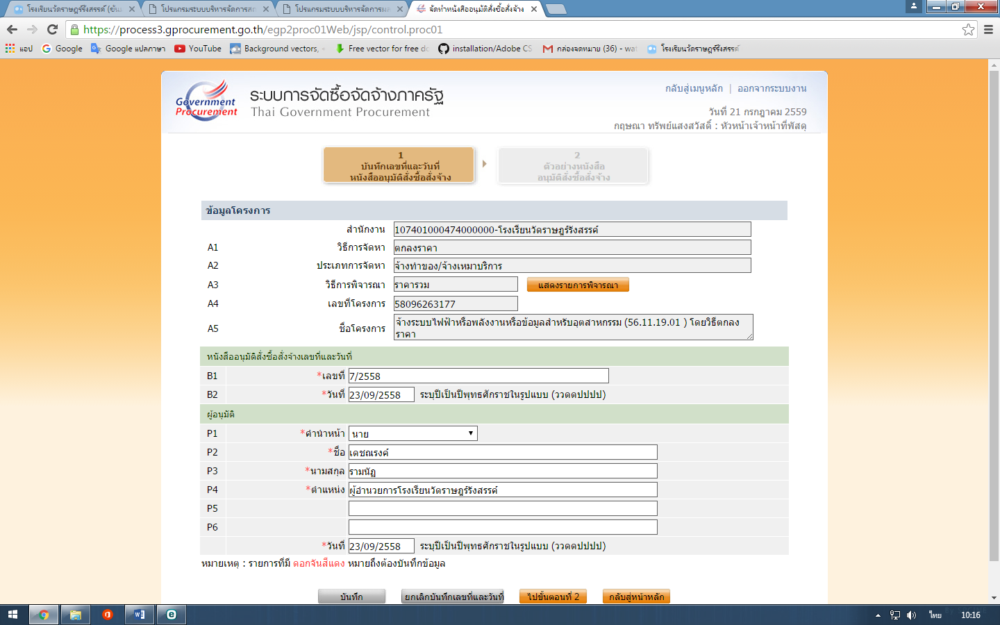 โรงเรียนวัดราษฎร์รังสรรค์ (ชั้นม
โปรแกรมระบบบริหารจัดการสถ
โปรแกรมระบบบริหารจัดการผล
จัดทำหนังสืออนุมัติสั่งซื้อสั่งจ้าง
https://process3.gprocurement.go.th/egp2proc01Web/jsp/control.proc01
แอป Google Google แปลภาษา YouTube Background vectors, Free vector for free do installation/Adobe CS กล่องจดหมาย (36) - wat โรงเรียนวัดราษฎร์รังสรรค์
Government Procurement
ระบบการจัดซื้อจัดจ้างภาครัฐ
Thai Government Procurement
กลับสู่เมนูหลัก | ออกจากระบบงาน
วันที่ 21 กรกฎาคม 2559
กฤษณา ทรัพย์แสงสวัสดิ์ : หัวหน้าเจ้าหน้าที่พัสดุ
1
บันทึกเลขที่และวันที่
หนังสืออนุมัติสั่งซื้อสั่งจ้าง
2
ตัวอย่างหนังสือ
อนุมัติสั่งซื้อสั่งจ้าง
ข้อมูลโครงการ
สำนักงาน 107401000474000000-โรงเรียนวัดราษฎร์รังสรรค์
A1 วิธีการจัดหา ตกลงราคา
A2 ประเภทการจัดหา จ้างทำของ/จ้างเหมาบริการ
A3 วิธีการพิจารณา ราคารวม แสดงรายการพิจารณา
A4 เลขที่โครงการ 58096263177
A5 ชื่อโครงการ จ้างระบบไฟฟ้าหรือพลังงานหรือข้อมูลสำหรับอุตสาหกรรม (56.11.19.01 ) โดยวิธีตกลง
ราคา
หนังสืออนุมัติสั่งซื้อสั่งจ้างเลขที่และวันที่
B1 *เลขที่ 7/2558
B2 *วันที่ 23/09/2558 ระบุปีเป็นปีพุทธศักราชในรูปแบบ (ววดดปปปป)
ผู้อนุมัติ
P1 *คำนำหน้า นาย
P2 *ชื่อ เดชณรงค์
P3 *นามสกุล รามนัฏ
P4 *ตำแหน่ง ผู้อำนวยการโรงเรียนวัดราษฎร์รังสรรค์
P5
P6
*วันที่ 23/09/2558 ระบุปีเป็นปีพุทธศักราชในรูปแบบ (ววดดปปปป)
หมายเหตุ : รายการที่มี ดอกจันสีแดง หมายถึงต้องบันทึกข้อมูล
บันทึก ยกเลิกบันทึกเลขที่และวันที่ ไปขั้นตอนที่ 2 กลับสู่หน้าหลัก
ไทย 10:16